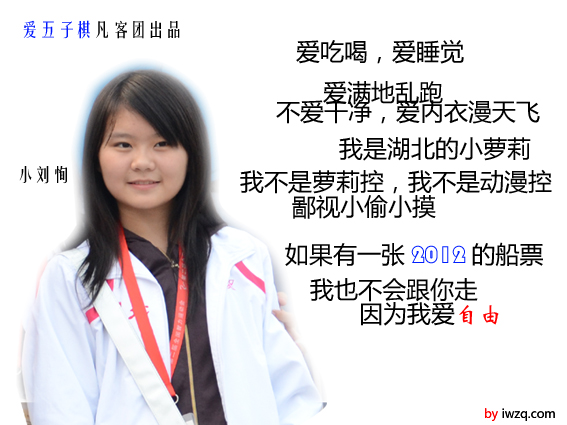 爱五子棋凡客团出品
爱吃喝，爱睡觉
爱满地乱跑
不爱干净，爱内衣漫天飞
我是湖北的小萝莉
小刘恂
我不是萝莉控，我不是动漫控
鄙视小偷小摸
如果有一张 2012 的船票
我也不会跟你走
因为我爱自由
by iwzq.com